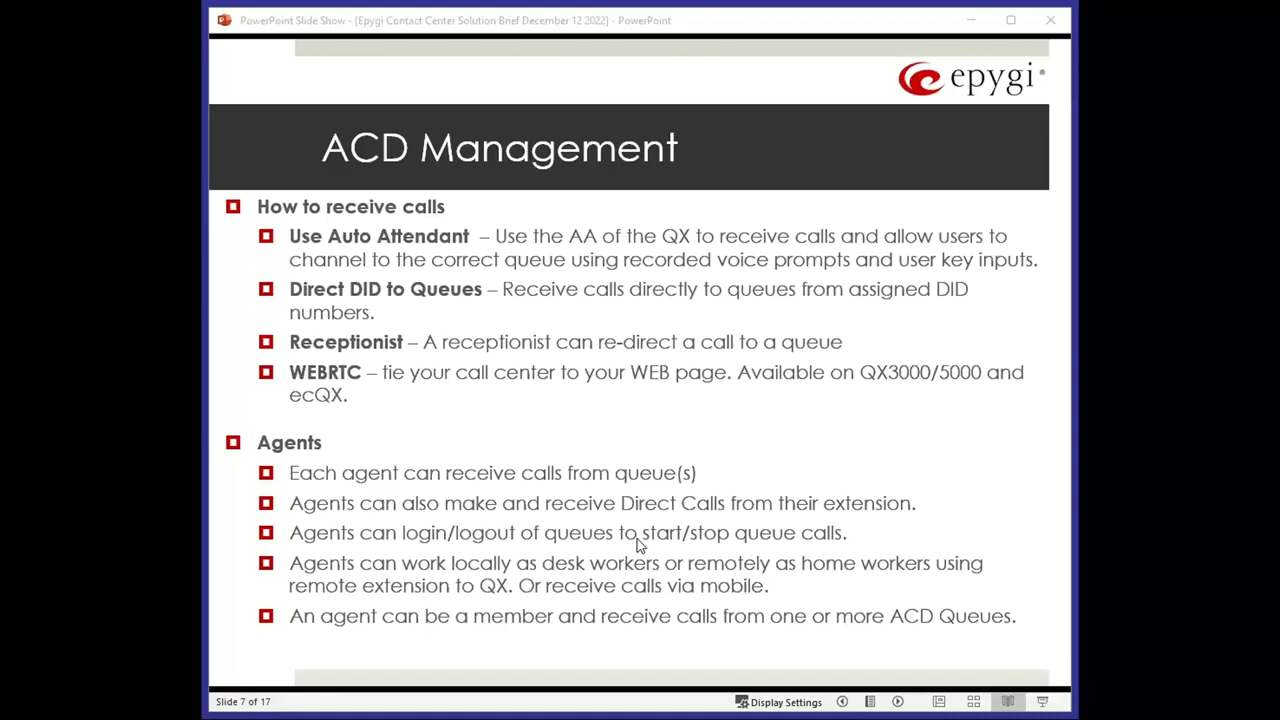 PowerPoint Slide Show - [Epygi Contact Center Solution Brief December 12 2022] - PowerPoint
epygi
ACD Management
How to receive calls
Use Auto Attendant – Use the AA of the QX to receive calls and allow users to
channel to the correct queue using recorded voice prompts and user key inputs.
Direct DID to Queues – Receive calls directly to queues from assigned DID
numbers.
Receptionist – A receptionist can re-direct a call to a queue
WEBRTC – tie your call center to your WEB page. Available on QX3000/5000 and
ecQX.
Agents
Each agent can receive calls from queue(s)
Agents can also make and receive Direct Calls from their extension.
Agents can login/logout of queues to start/stop queue calls.
Agents can work locally as desk workers or remotely as home workers using
remote extension to QX. Or receive calls via mobile.
An agent can be a member and receive calls from one or more ACD Queues.
Slide 7 of 17
Display Settings